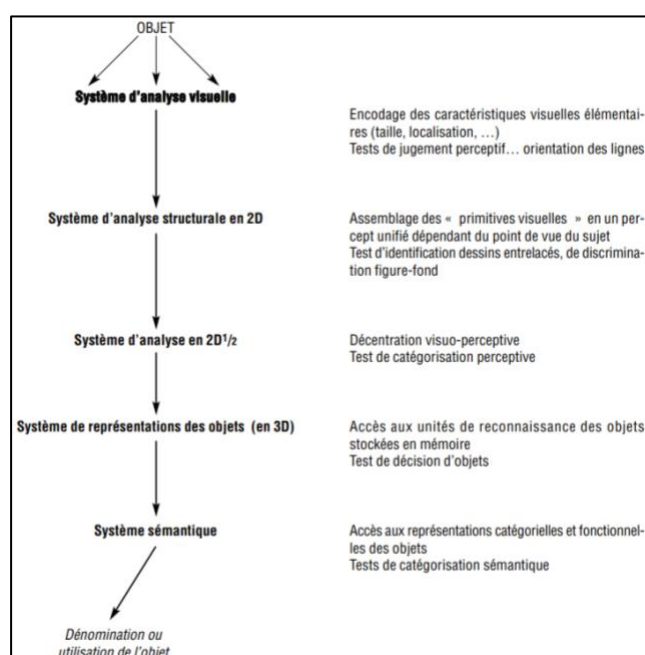 OBJET
Système d'analyse visuelle
Encodage des caractéristiques visuelles élémentai-
res (taille, localisation, …)
Tests de jugement perceptif… orientation des lignes
Système d'analyse structurale en 2D
Assemblage des « primitives visuelles » en un per-
cept unifié dépendant du point de vue du sujet
Test d'identification dessins entrelacés, de discrimina-
tion figure-fond
Système d'analyse en 2D1/2
Décentration visuo-perceptive
Test de catégorisation perceptive
Système de représentations des objets (en 3D)
Accès aux unités de reconnaissance des objets
stockées en mémoire
Test de décision d'objets
Système sémantique
Accès aux représentations catégorielles et fonctionnel-
les des objets
Tests de catégorisation sémantique
Dénomination ou
utilisation de l'objet